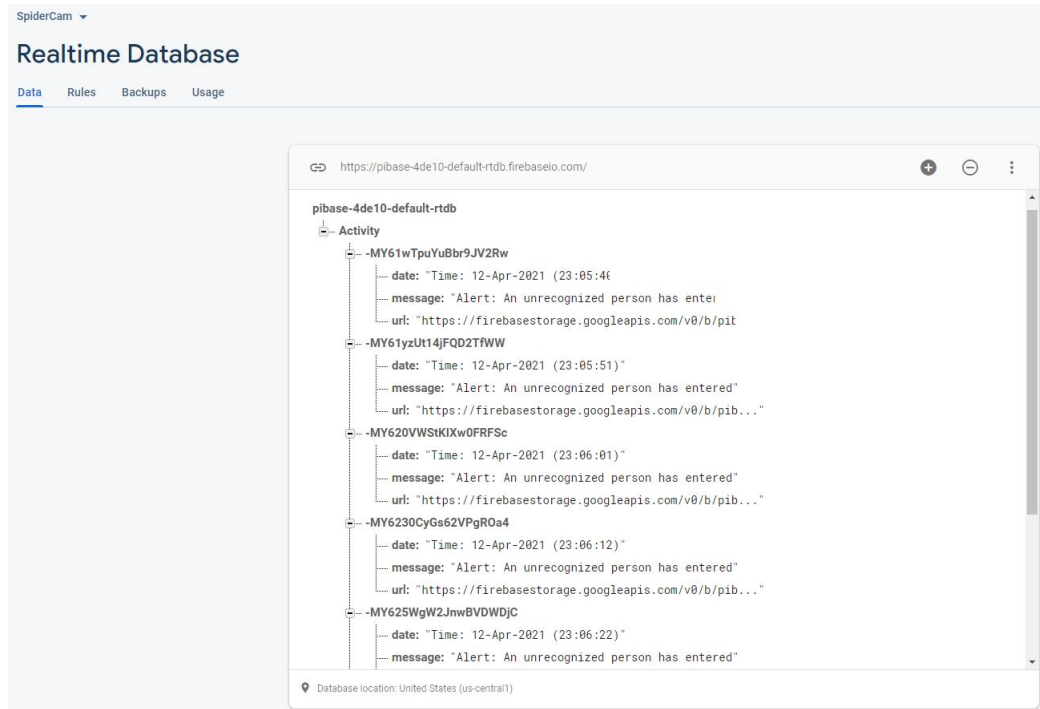 SpiderCam
Realtime Database
Data Rules Backups Usage
https://pibase-4de10-default-rtdb.firebaseio.com/
pibase-4de10-default-rtdb
Activity
-MY61wTpuYuBbr9JV2Rw
date: "Time: 12-Apr-2021 (23:05:40
message: "Alert: An unrecognized person has enter
url: "https://firebasestorage.googleapis.com/v0/b/pib
-MY61yzUt14jFQD2TfWW
date: "Time: 12-Apr-2021 (23:05:51)"
message: "Alert: An unrecognized person has entered"
url: "https://firebasestorage.googleapis.com/v0/b/pib..."
-MY620VWStKIXw0FRFSc
date: "Time: 12-Apr-2021 (23:06:01)"
message: "Alert: An unrecognized person has entered"
url: "https://firebasestorage.googleapis.com/v0/b/pib..."
-MY6230CyGs62VPgROa4
date: "Time: 12-Apr-2021 (23:06:12)"
message: "Alert: An unrecognized person has entered"
url: "https://firebasestorage.googleapis.com/v0/b/pib..."
-MY625WgW2JnwBVDWDjC
date: "Time: 12-Apr-2021 (23:06:22)"
message: "Alert: An unrecognized person has entered"
Database location: United States (us-central1)